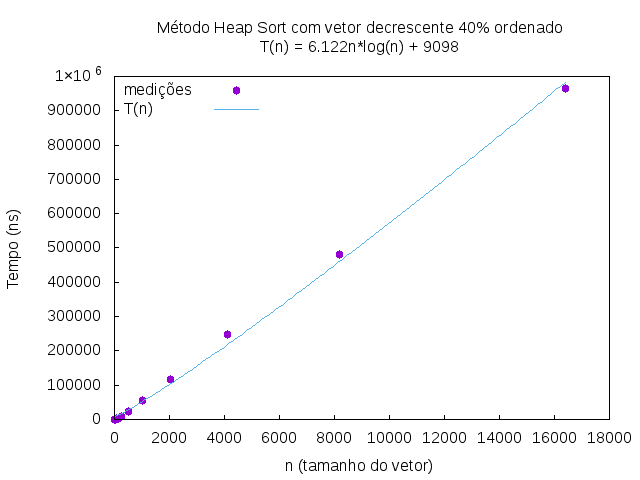 Método Heap Sort com vetor decrescente 40% ordenado
T(n) = 6.122n*log(n) + 9098
1×10^6
medições
T(n)
900000
800000
700000
600000
500000
400000
300000
200000
100000
0
Tempo (ns)
0 2000 4000 6000 8000 10000 12000 14000 16000 18000
n (tamanho do vetor)